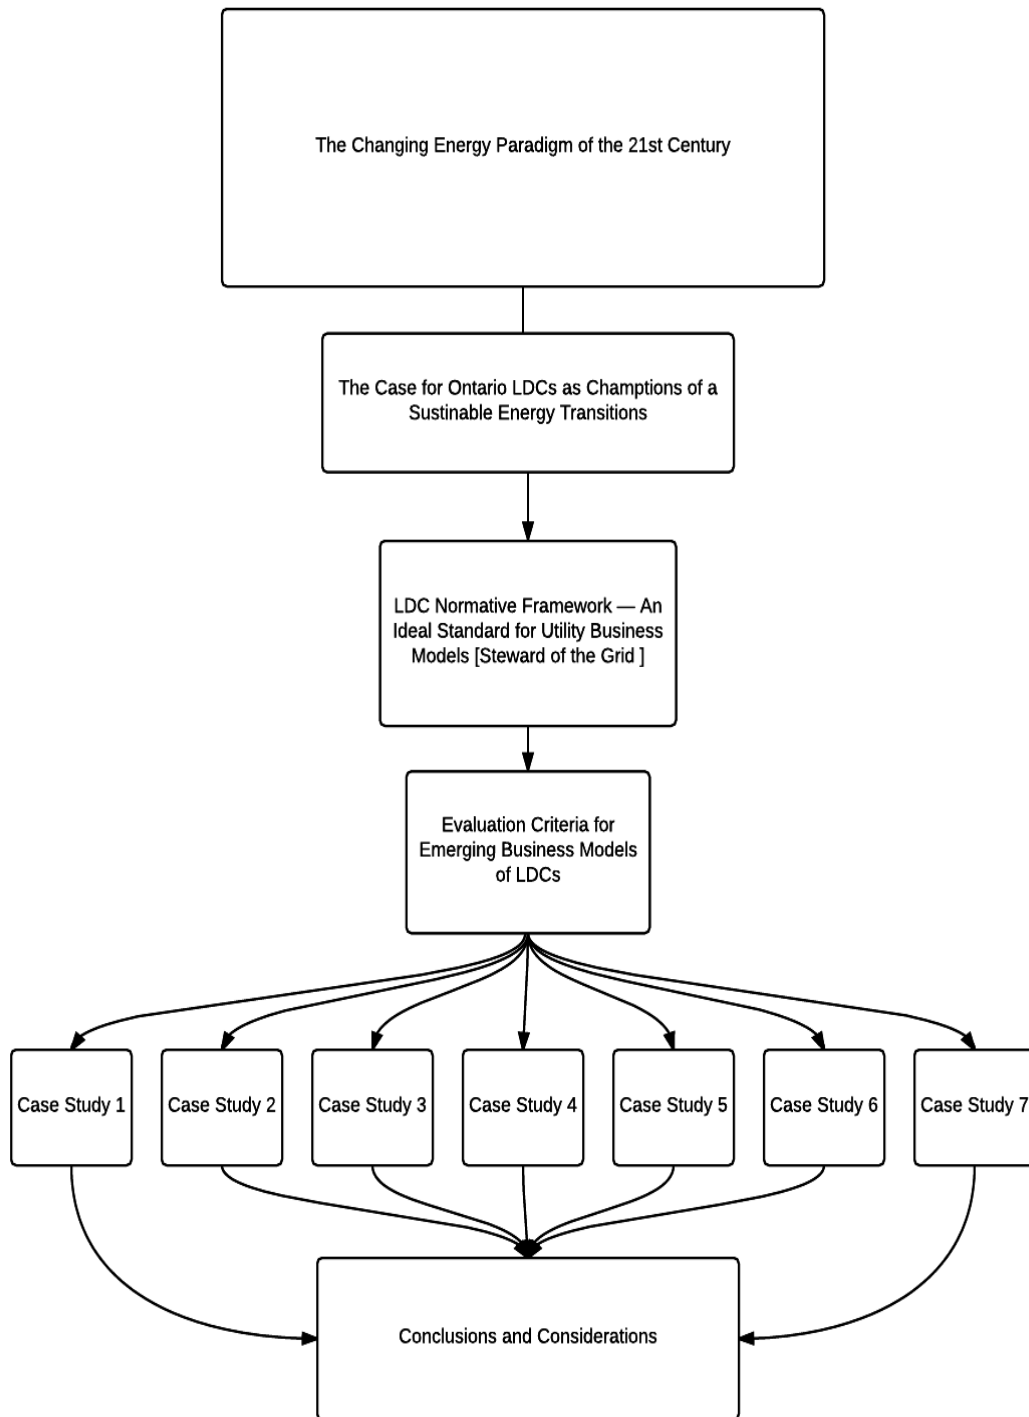 The Changing Energy Paradigm of the 21st Century
The Case for Ontario LDCs as Champtions of a
Sustinable Energy Transitions
LDC Normative Framework — An
Ideal Standard for Utility Business
Models [Steward of the Grid ]
Evaluation Criteria for
Emerging Business Models
of LDCs
Case Study 1
Case Study 2
Case Study 3
Case Study 4
Case Study 5
Case Study 6
Case Study 7
Conclusions and Considerations